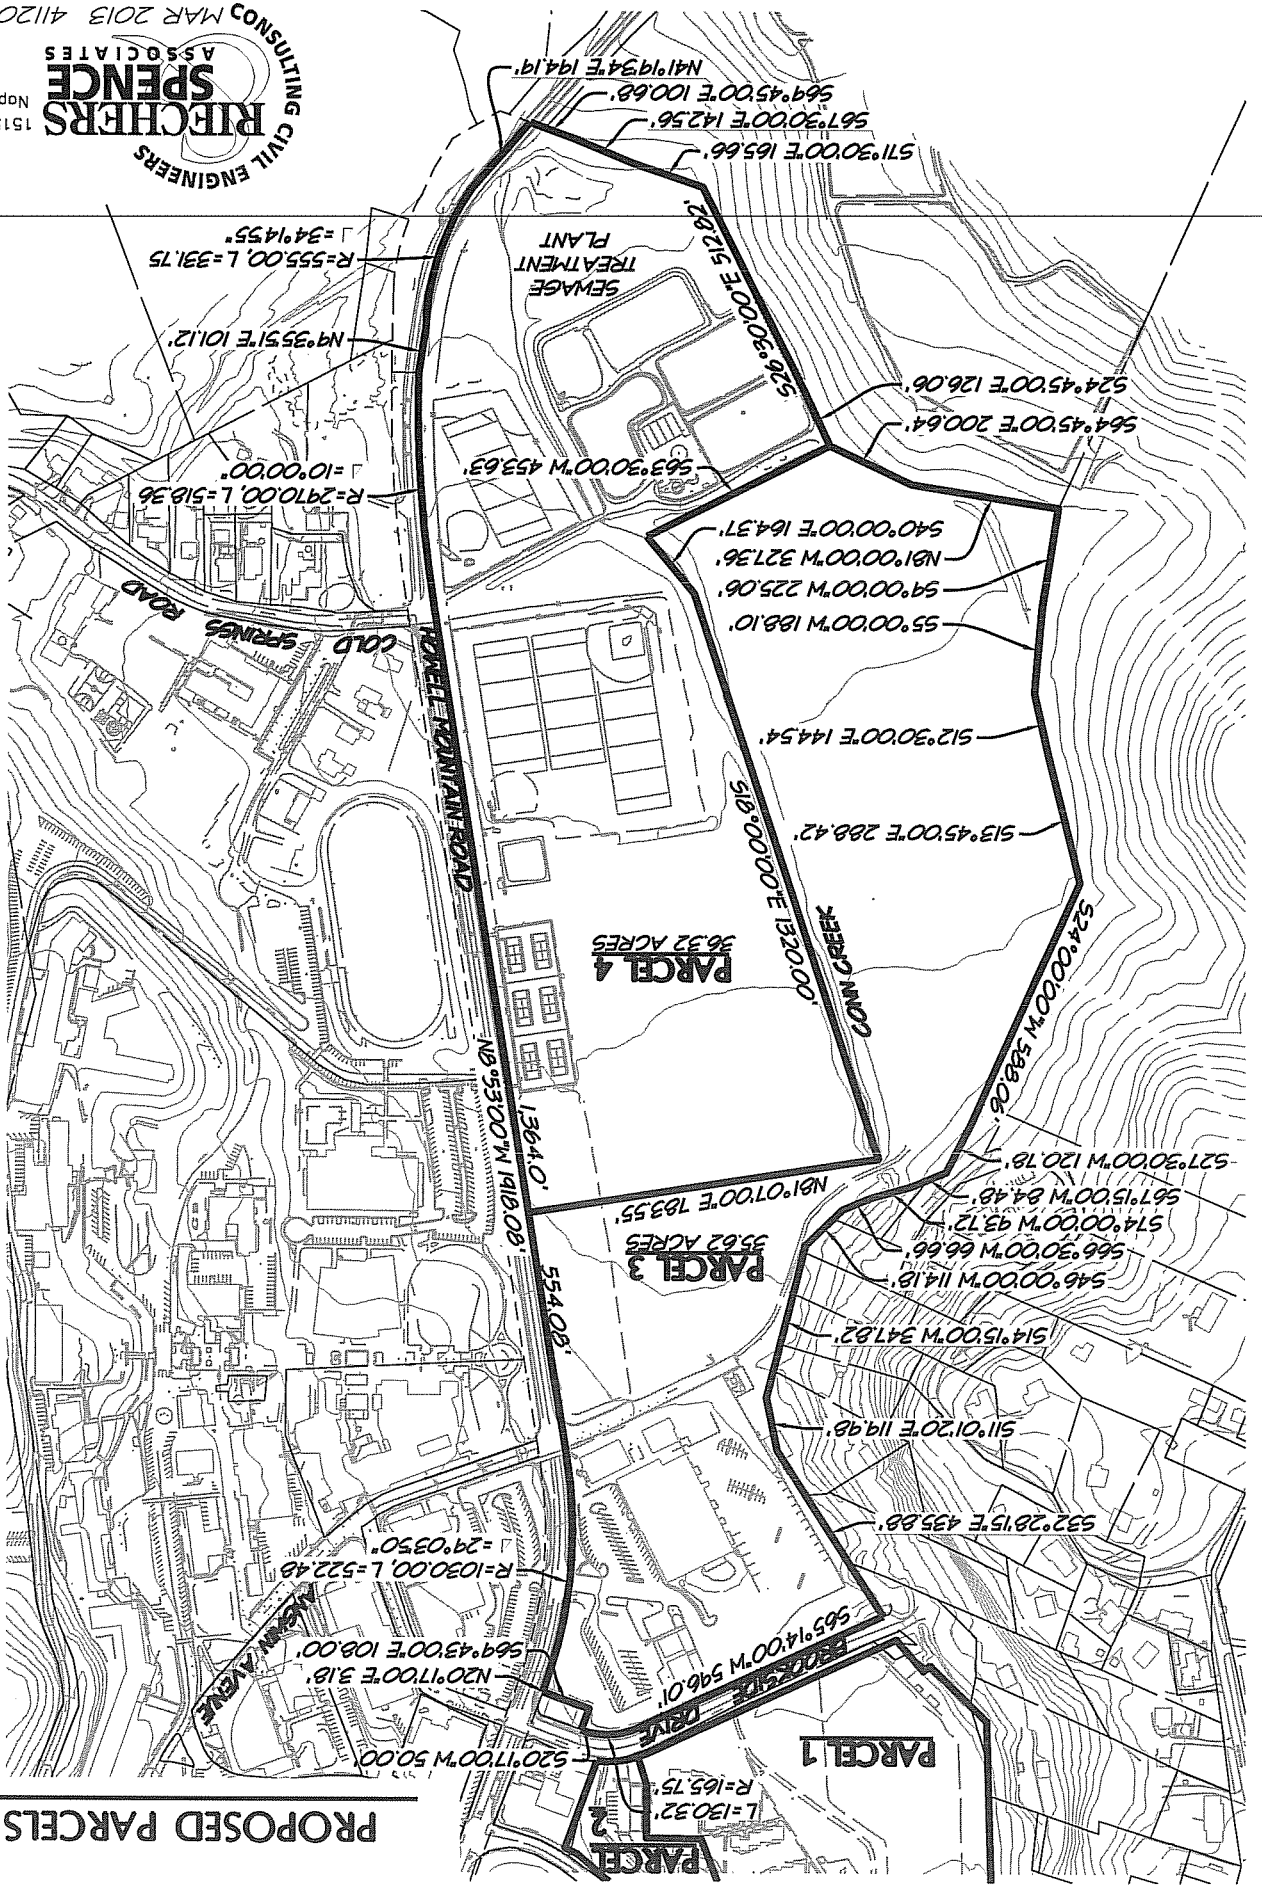 PROPOSED PARCELS
PARCEL
2
L=130.32'
R=165.75'
PARCEL 1
S20°17'00"W 50.00'
N20°17'00"E 3.18'
S69°43'00"E 108.00'
ANGWIN AVENUE
BROOKSIDE DRIVE
S65°14'00"W 596.01'
R=1030.00, L=522.48
=29°03'50"
S32°28'15"E 435.88'
S11°01'20"E 119.98'
S14°15'00"W 347.82'
554.08'
S46°00'00"W 114.18'
S66°30'00"W 66.66'
S74°00'00"W 93.72'
S67°15'00"W 84.48'
S27°30'00"W 120.78'
PARCEL 3
35.62 ACRES
N81°07'00"E 783.55'
1,364.0'
N8°53'00"W 1918.08'
S24°00'00"W 588.06'
CONN CREEK
S18°00'00"E 1320.00'
PARCEL 4
36.32 ACRES
S13°45'00"E 288.42'
S12°30'00"E 144.54'
HOWELL MOUNTAIN ROAD
COLD
SPRINGS
ROAD
S5°00'00"W 188.10'
S9°00'00"W 225.06'
N81°00'00"W 327.36'
S40°00'00"E 164.37'
R=2970.00, L=518.36
=10°00'00"
S63°30'00"W 453.63'
S64°45'00"E 200.64'
S24°45'00"E 126.06'
N9°35'51"E 101.12'
S26°30'00"E 512.82'
SEWAGE
TREATMENT
PLANT
R=555.00, L=331.75
=34°14'55"
S71°30'00"E 165.66'
S67°30'00"E 142.56'
S69°45'00"E 100.68'
N41°19'34"E 194.19'
RIECHERS
SPENCE
ASSOCIATES
CONSULTING CIVIL ENGINEERS
151
Nap
MAR 2013 41120